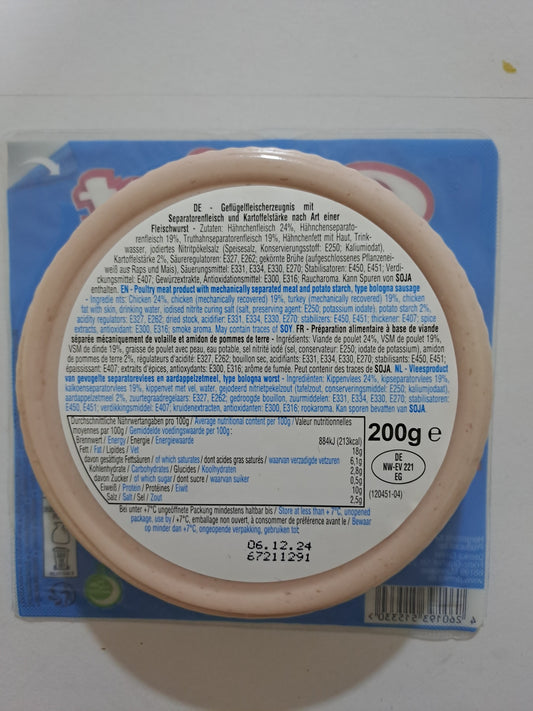 DE - Geflügelfleischerzeugnis mit
Separatorenfleisch und Kartoffelstärke nach Art einer
Fleischwurst - Zutaten: Hähnchenfleisch 24%, Hähnchenseparato-
renfleisch 19%, Truthahnseparatorenfleisch 19%, Hähnchenfett mit Haut, Trink-
wasser, jodiertes Nitritpökelsalz (Speisesalz, Konservierungsstoff: E250; Kaliumiodat),
Kartoffelstärke 2%, Säureregulatoren: E327, E262; gekörnte Brühe (aufgeschlossenes Pflanzenei-
weiß aus Raps und Mais), Säuerungsmittel: E331, E334, E330, E270; Stabilisatoren: E450, E451; Verdi-
ckungsmittel: E407; Gewürzextrakte, Antioxidationsmittel: E300, E316; Raucharoma. Kann Spuren von SOJA
enthalten. EN - Poultry meat product with mechanically separated meat and potato starch, type bologna sausage
- Ingredie nts: Chicken 24%, chicken (mechanically recovered) 19%, turkey (mechanically recovered) 19%, chicken
fat with skin, drinking water, iodised nitrite curing salt (salt, preserving agent: E250; potassium iodate), potato starch 2%,
acidity regulators: E327, E262; dried stock, acidifier: E331, E334, E330, E270; stabilizers: E450, E451; thickener: E407; spice
extracts, antioxidant: E300, E316; smoke aroma. May contain traces of SOY. FR - Préparation alimentaire à base de viande
séparée mécaniquement de volaille et amidon de pommes de terre - Ingrédients: Viande de poulet 24%, VSM de poulet 19%,
VSM de dinde 19%, graisse de poulet avec peau, eau potable, sel nitrité iodé (sel, conservateur: E250; iodate de potassium), amidon
de pommes de terre 2%, régulateurs d'acidité: E327, E262; bouillon sec, acidifiants: E331, E334, E330, E270; stabilisants: E450, E451;
épaississant: E407; extraits d'épices, antioxydants: E300, E316; arôme de fumée. Peut contenir des traces de SOJA. NL - Vleesproduct
van gevogelte separatorevlees en aardappelzetmeel, type bologna worst - Ingrediënten: Kippenvlees 24%, kipseparatorvlees 19%,
kalkoenseparatorvlees 19%, kippenvet met vel, water, gejodeerd nitrietpekelzout (tafelzout, conserveringsmiddel: E250; kaliumjodaat),
aardappelzetmeel 2%, zuurtegraadregelaars: E327, E262; gedroogde bouillon, zuurmiddelen: E331, E334, E330, E270, stabilisatoren:
E450, E451; verdikkingsmiddel: E407; kruidenextracten, antioxidanten: E300, E316; rookaroma. Kan sporen bevatten van SOJA.
Durchschnittliche Nährwertangaben pro 100g / Average nutritional content per 100g / Valeur nutritionnelles
moyennes par 100g / Gemiddelde voedingswaarde per 100g:
Brennwert / Energy / Energie / Energiewaarde 884kJ (213kcal)
Fett / Fat / Lipides / Vet 18g
davon gesättigte Fettsäuren / of which saturates / dont acides gras saturés / waarvan verzadigde vetzuren 6,1g
Kohlenhydrate / Carbohydrates / Glucides / Koolhydraten 2,8g
davon Zucker / of which sugar / dont sucre / waarvan suiker 0,5g
Eiweiß / Protein / Protéines / Eiwit 10g
Salz / Salt / Sel / Zout 2,5g
200g e
DE
NW-EV 221
EG
(120451-04)
Bei unter +7°C ungeöffnete Packung mindestens haltbar bis / Store at less than + 7°C, unopened
package, use by / +7°C, emballage non ouvert, à consommer de préférence avant le / Bewaar
op minder dan +7°C, ongeopende verpakking, gebruiken tot:
06.12.24
67211291
4 260193 515330